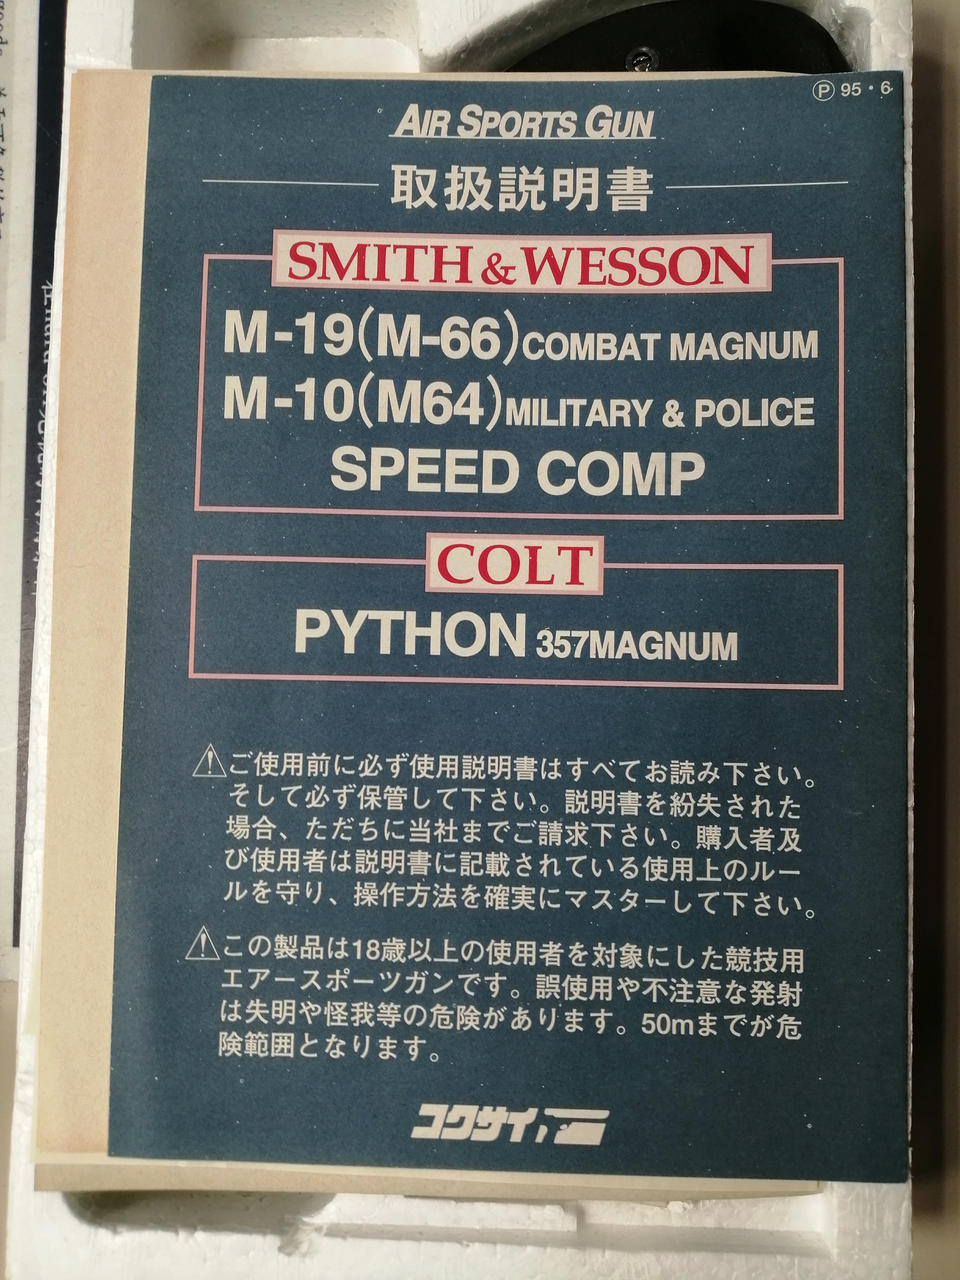 Ⓟ 95・6
AIR SPORTS GUN
取扱説明書
SMITH & WESSON
M-19(M-66)COMBAT MAGNUM
M-10(M64)MILITARY & POLICE
SPEED COMP
COLT
PYTHON 357MAGNUM
⚠ご使用前に必ず使用説明書はすべてお読み下さい。
そして必ず保管して下さい。説明書を紛失された
場合、ただちに当社までご請求下さい。購入者及
び使用者は説明書に記載されている使用上のルー
ルを守り、操作方法を確実にマスターして下さい。
⚠この製品は18歳以上の使用者を対象にした競技用
エアースポーツガンです。誤使用や不注意な発射
は失明や怪我等の危険があります。50mまでが危
険範囲となります。
コクサイ